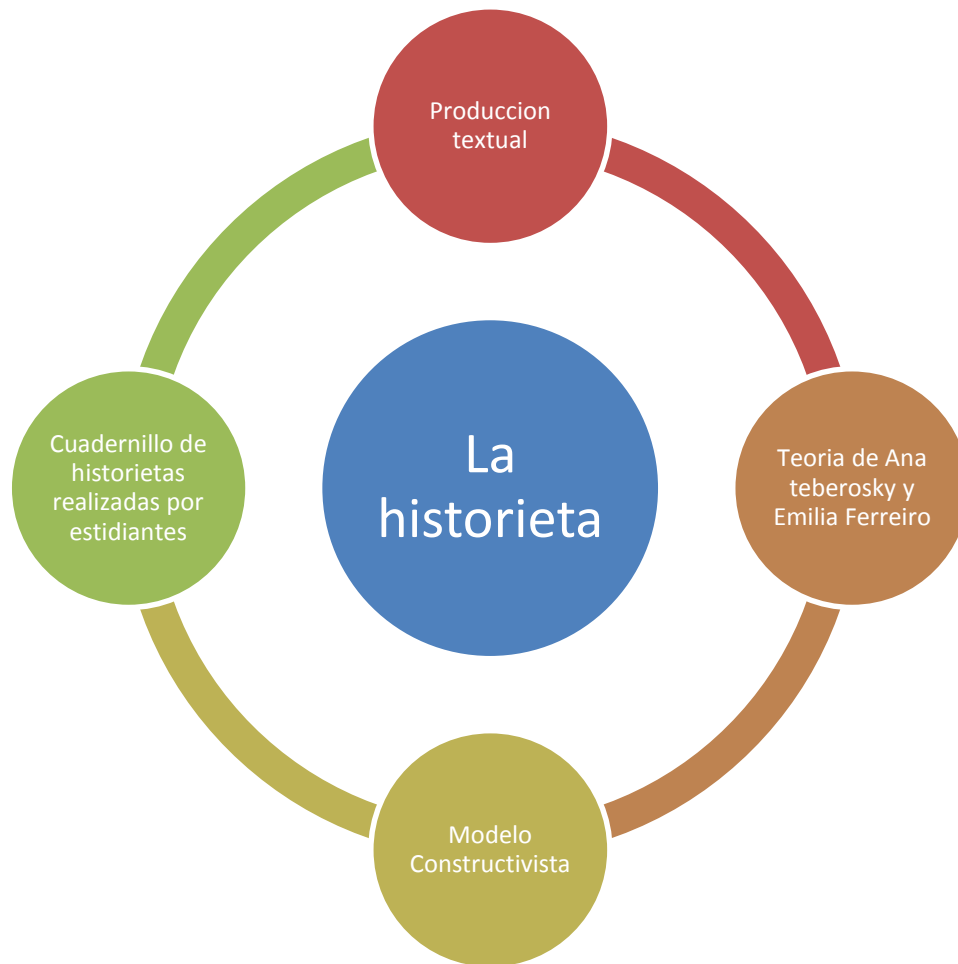 Produccion
textual
La
historieta
Teoria de Ana
teberosky y
Emilia Ferreiro
Modelo
Constructivista
Cuadernillo de
historietas
realizadas por
estidiantes